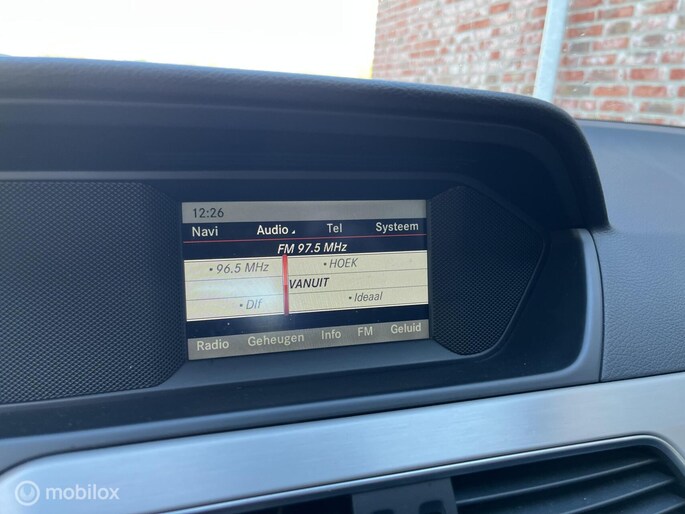 12:26
Navi Audio Tel Systeem
FM 97.5 MHz
• 96.5 MHz • HOEK
VANUIT
• Dlf • Ideaal
Radio Geheugen Info FM Geluid
mobilox